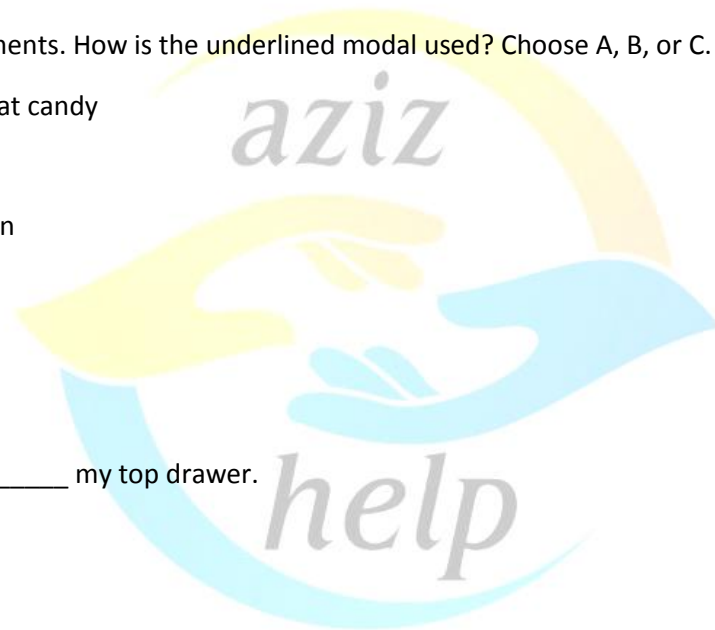 nents. How is the underlined modal used? Choose A, B, or C.
at candy
aziz
n
_____ my top drawer.
help